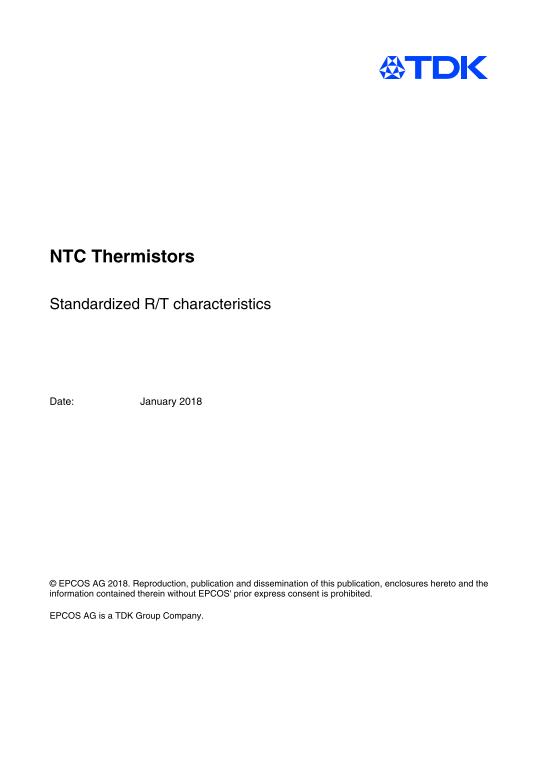 TDK
NTC Thermistors
Standardized R/T characteristics
Date: January 2018
© EPCOS AG 2018. Reproduction, publication and dissemination of this publication, enclosures hereto and the
information contained therein without EPCOS' prior express consent is prohibited.
EPCOS AG is a TDK Group Company.